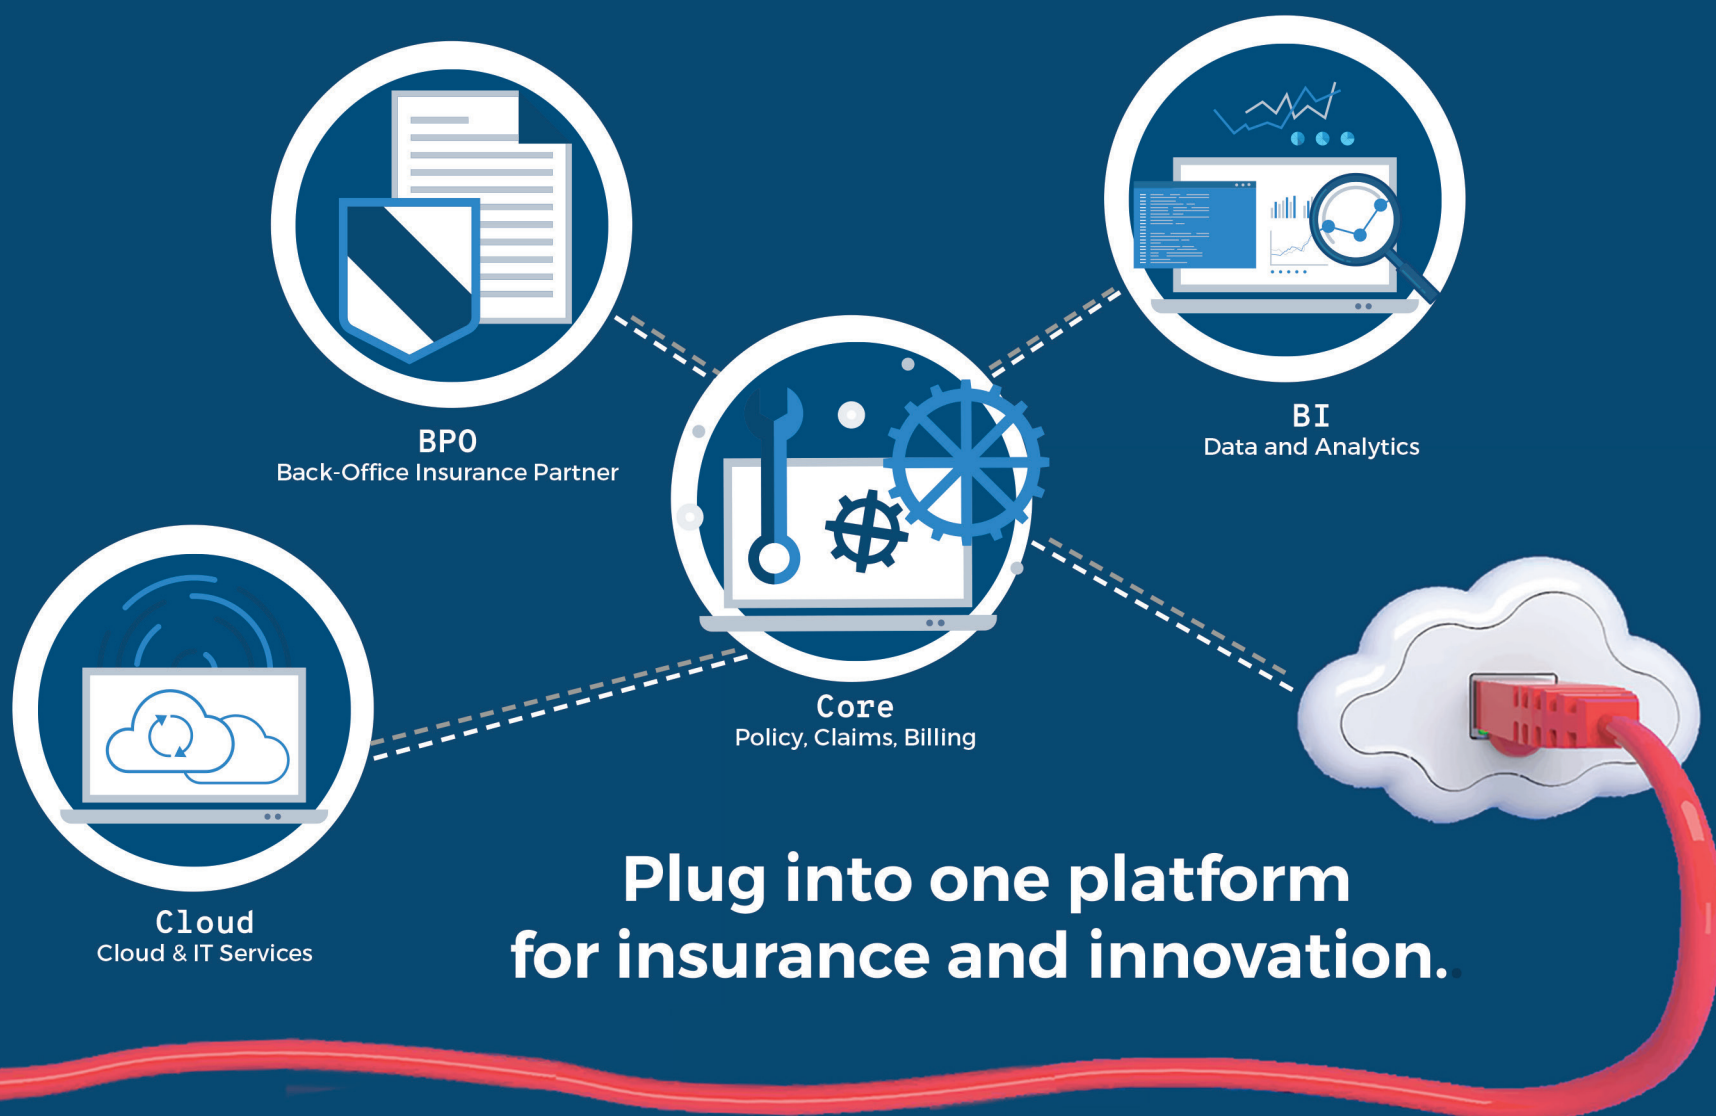 BPO
Back-Office Insurance Partner
BI
Data and Analytics
Core
Policy, Claims, Billing
Cloud
Cloud & IT Services
Plug into one platform
for insurance and innovation..